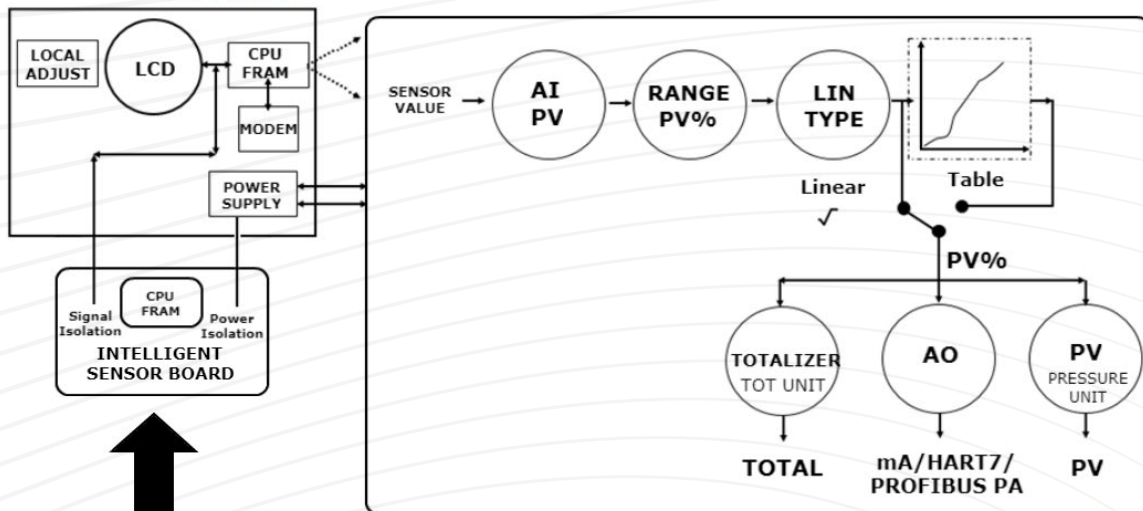 LOCAL
ADJUST
LCD
CPU
FRAM
MODEM
POWER
SUPPLY
CPU
FRAM
Signal
Isolation
Power
Isolation
INTELLIGENT
SENSOR BOARD
SENSOR
VALUE
AI
PV
RANGE
PV%
LIN
TYPE
Linear
√
Table
PV%
TOTALIZER
TOT UNIT
AO
PV
PRESSURE
UNIT
TOTAL
mA/HART7/
PROFIBUS PA
PV